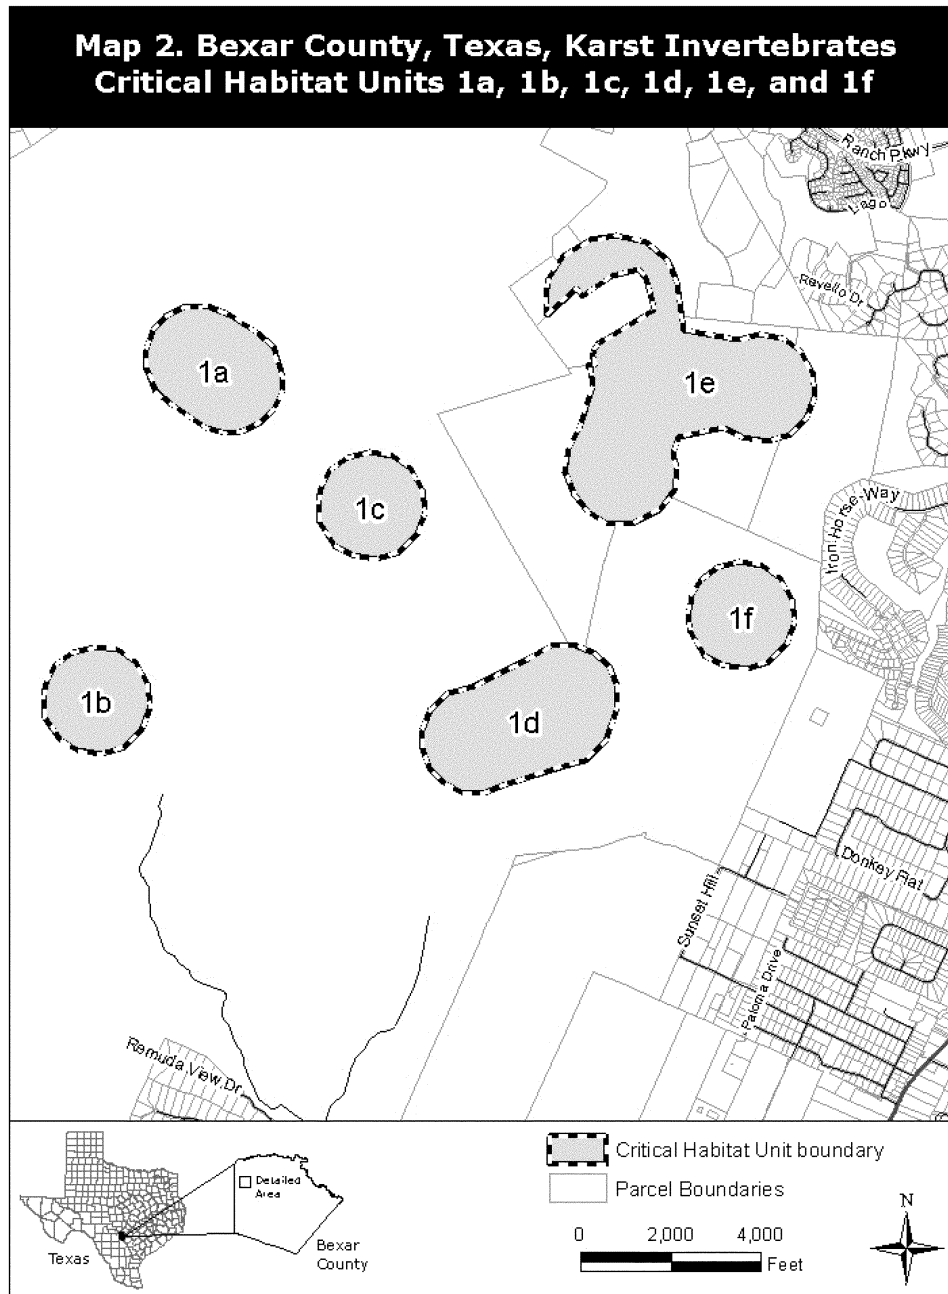 Map 2. Bexar County, Texas, Karst Invertebrates
Critical Habitat Units 1a, 1b, 1c, 1d, 1e, and 1f
Ranch Pkwy
Lago
Revello Dr
1a
1e
1c
Iron Horse Way
1f
1b
1d
Donkey Flat
Sunset Hill
Paloma Drive
Remuda View Dr
Critical Habitat Unit boundary
Parcel Boundaries
Detailed
Area
Texas
Bexar
County
0 2,000 4,000
Feet
N